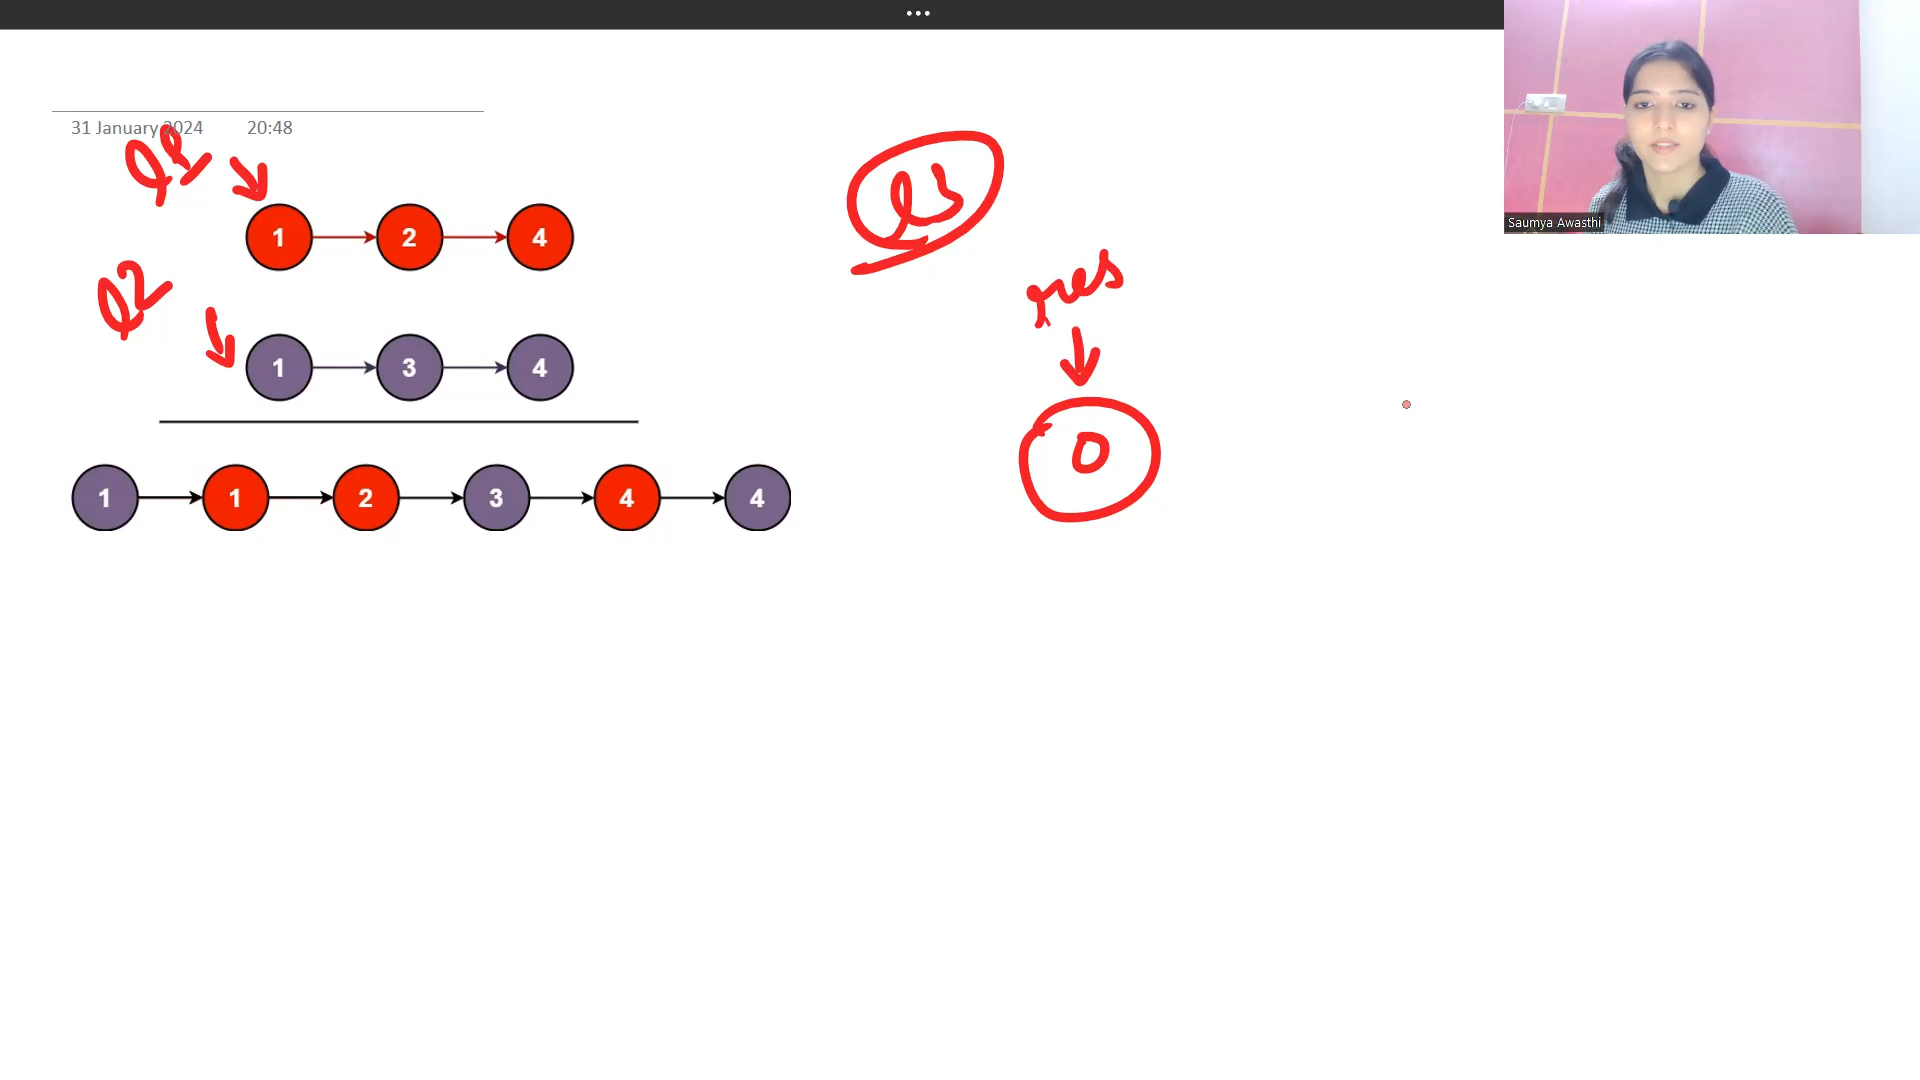 31 January 2024 20:48
l1
1 2 4
l2
1 3 4
1 1 2 3 4 4
l3
res
0
Saumya Awasthi